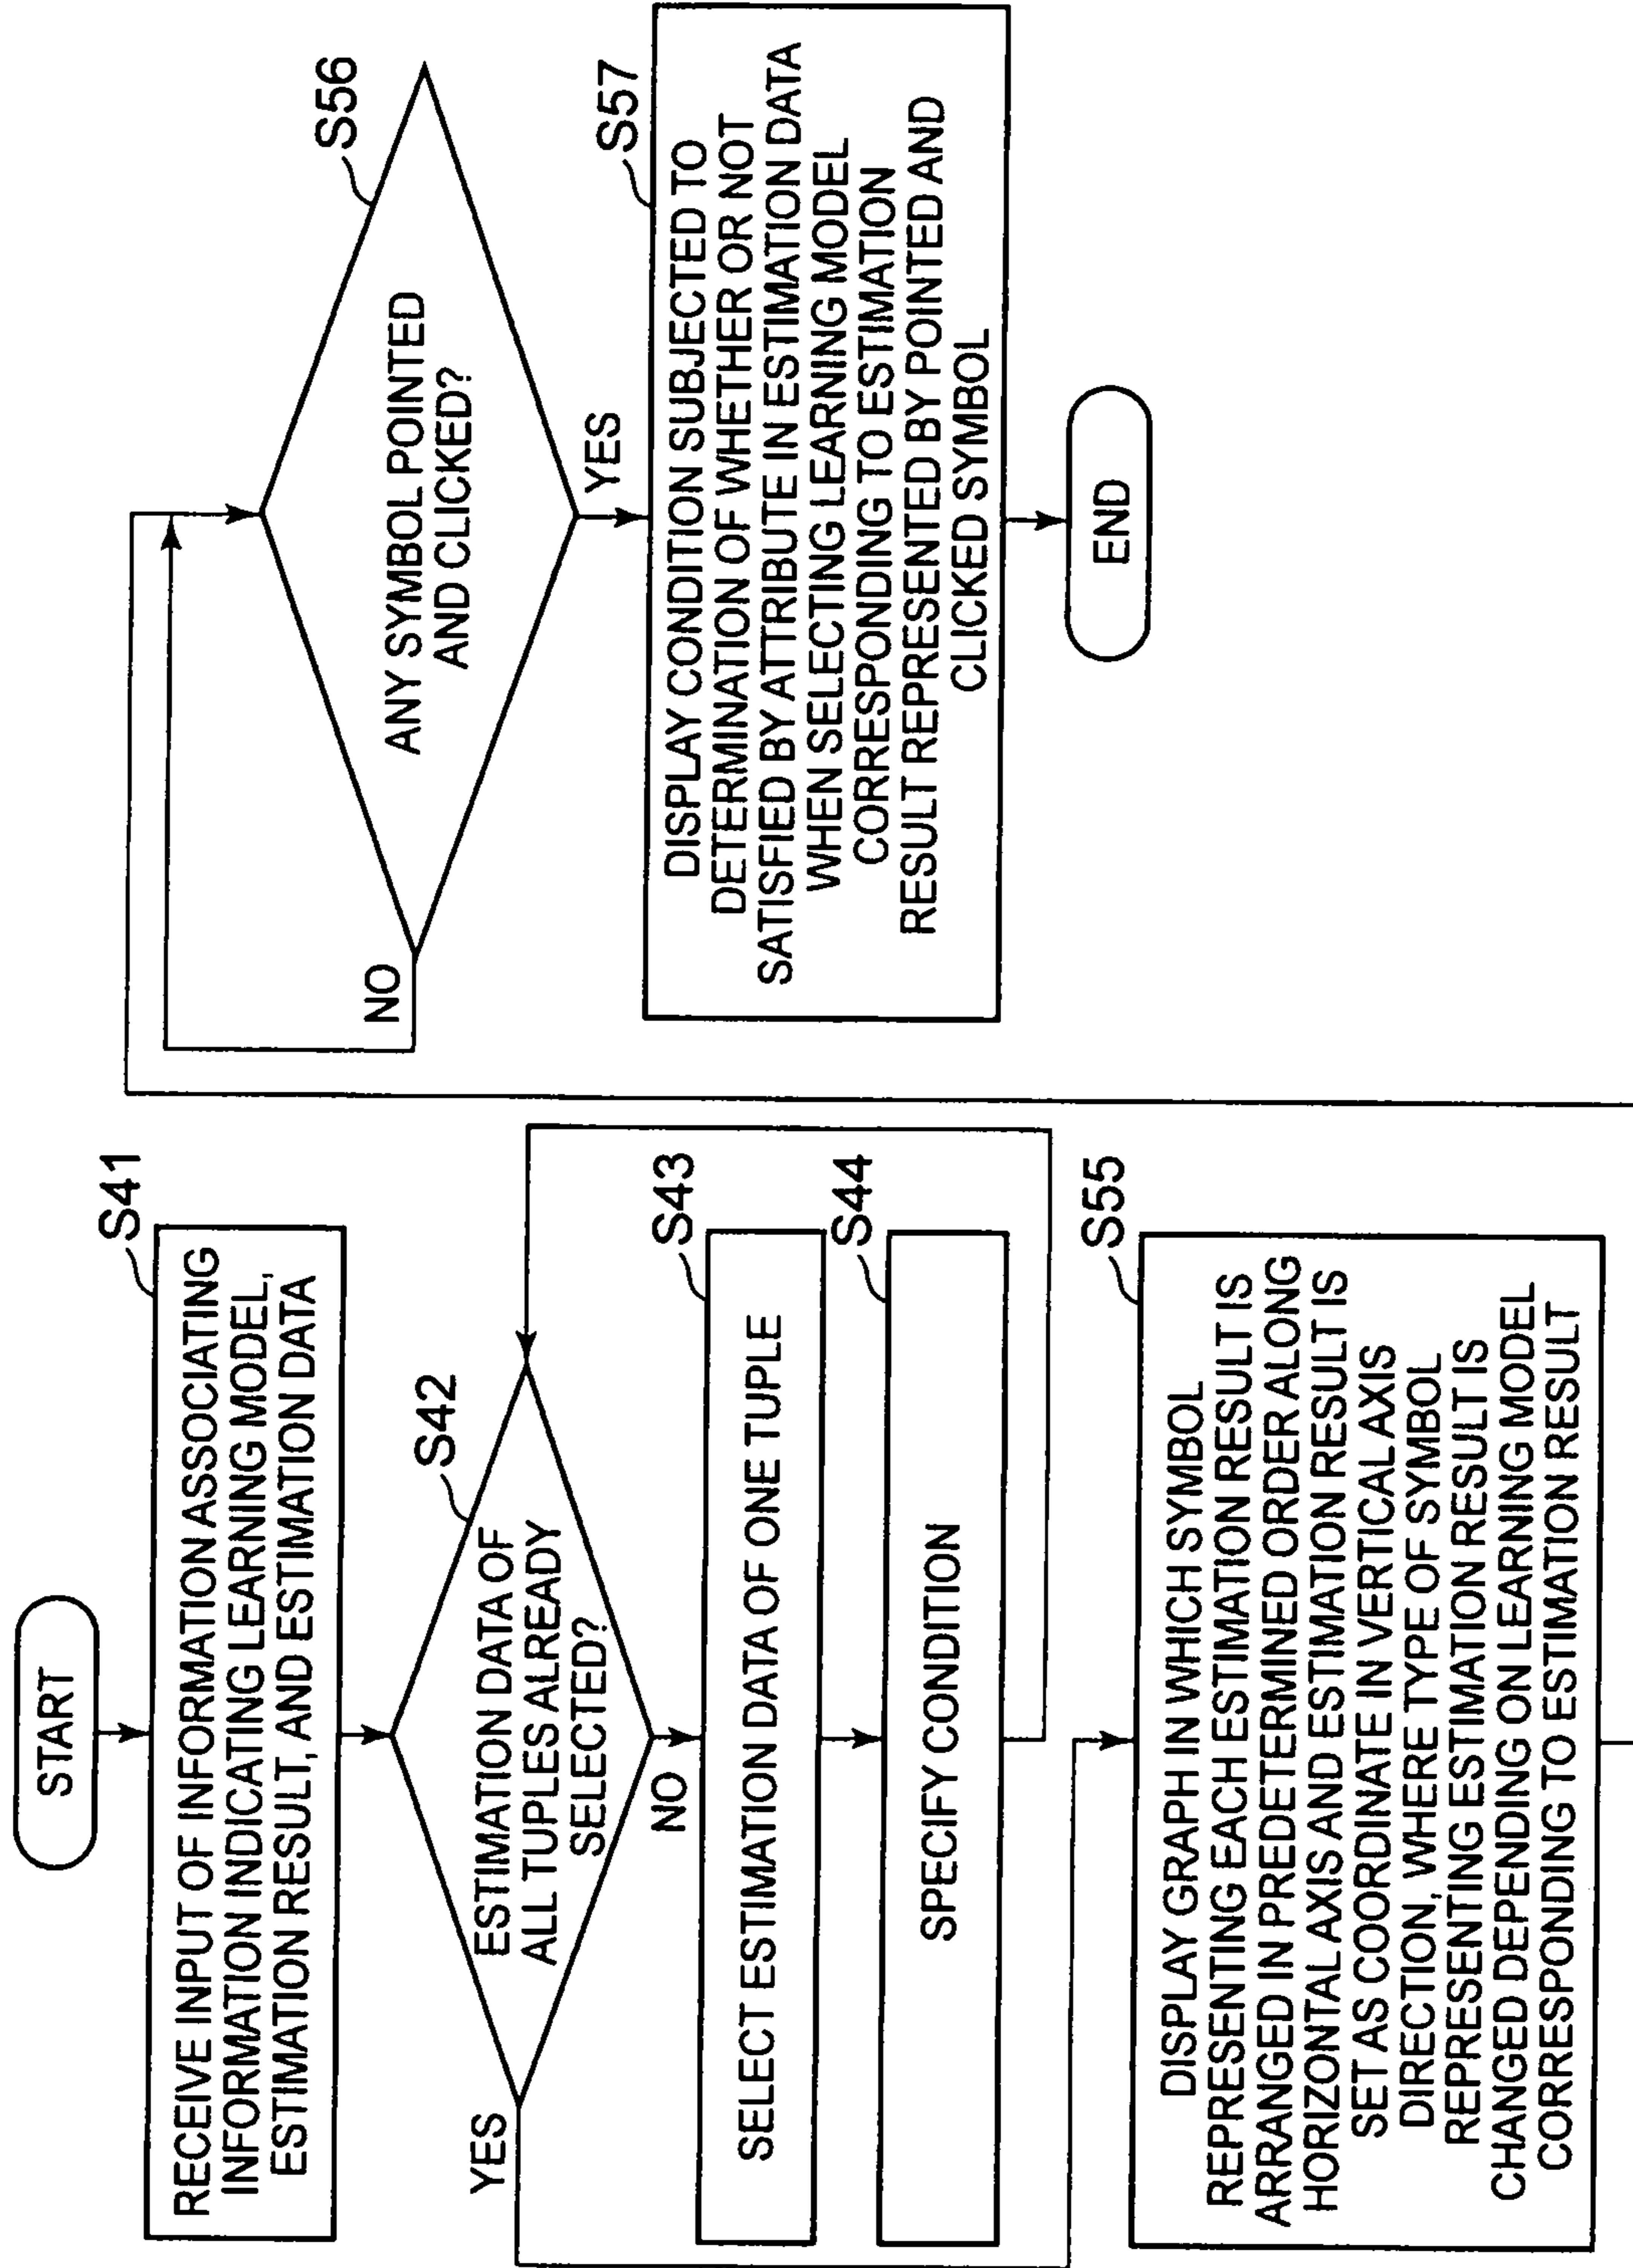 START
S41
RECEIVE INPUT OF INFORMATION ASSOCIATING
INFORMATION INDICATING LEARNING MODEL,
ESTIMATION RESULT, AND ESTIMATION DATA
S42
ESTIMATION DATA OF
ALL TUPLES ALREADY
SELECTED?
YES
NO
S43
SELECT ESTIMATION DATA OF ONE TUPLE
S44
SPECIFY CONDITION
S55
DISPLAY GRAPH IN WHICH SYMBOL
REPRESENTING EACH ESTIMATION RESULT IS
ARRANGED IN PREDETERMINED ORDER ALONG
HORIZONTAL AXIS AND ESTIMATION RESULT IS
SET AS COORDINATE IN VERTICAL AXIS
DIRECTION, WHERE TYPE OF SYMBOL
REPRESENTING ESTIMATION RESULT IS
CHANGED DEPENDING ON LEARNING MODEL
CORRESPONDING TO ESTIMATION RESULT
S56
ANY SYMBOL POINTED
AND CLICKED?
NO
YES
S57
DISPLAY CONDITION SUBJECTED TO
DETERMINATION OF WHETHER OR NOT
SATISFIED BY ATTRIBUTE IN ESTIMATION DATA
WHEN SELECTING LEARNING MODEL
CORRESPONDING TO ESTIMATION
RESULT REPRESENTED BY POINTED AND
CLICKED SYMBOL
END